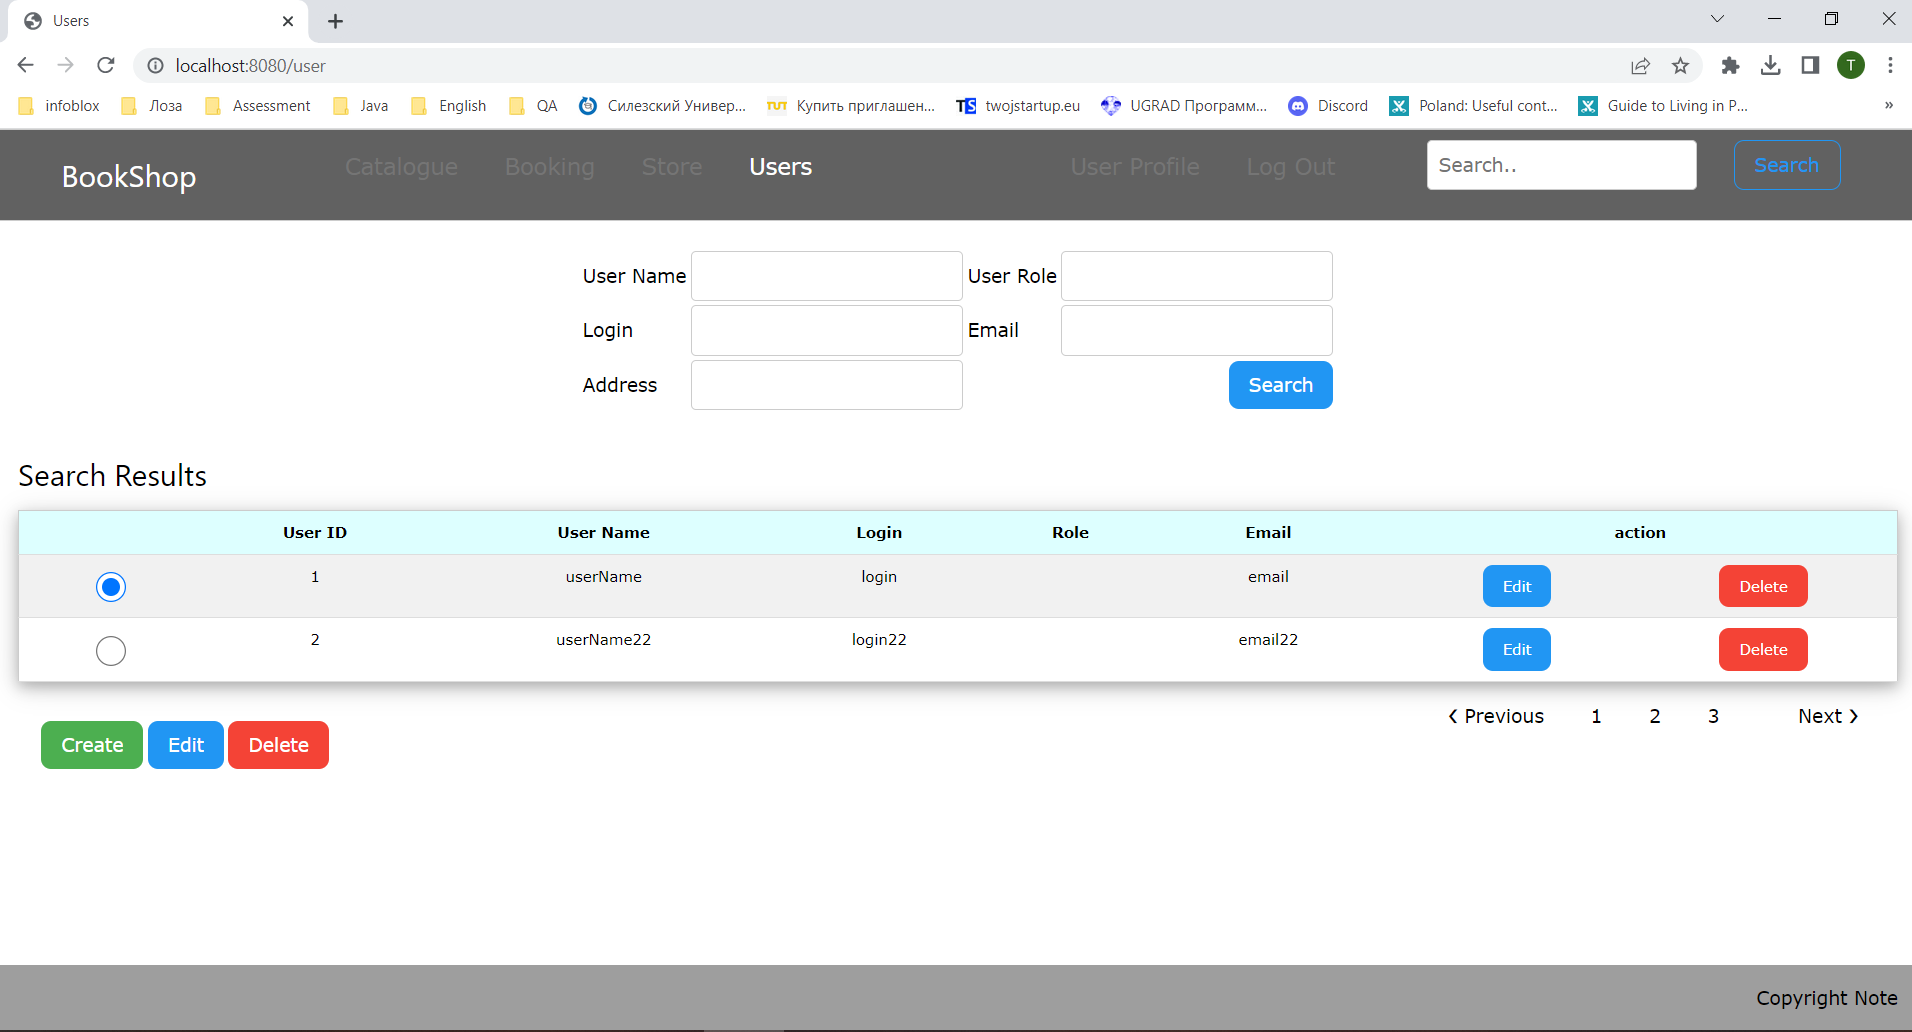 Users
localhost:8080/user
T
infoblox Лоза Assessment Java English QA Силезский Универ... Купить приглашен... twojstartup.eu UGRAD Программ... Discord Poland: Useful cont... Guide to Living in P... »
BookShop Catalogue Booking Store Users User Profile Log Out Search.. Search
User Name User Role
Login Email
Address Search
Search Results
User ID User Name Login Role Email action
1 userName login email Edit Delete
2 userName22 login22 email22 Edit Delete
❮ Previous 1 2 3 Next ❯
Create Edit Delete
Copyright Note